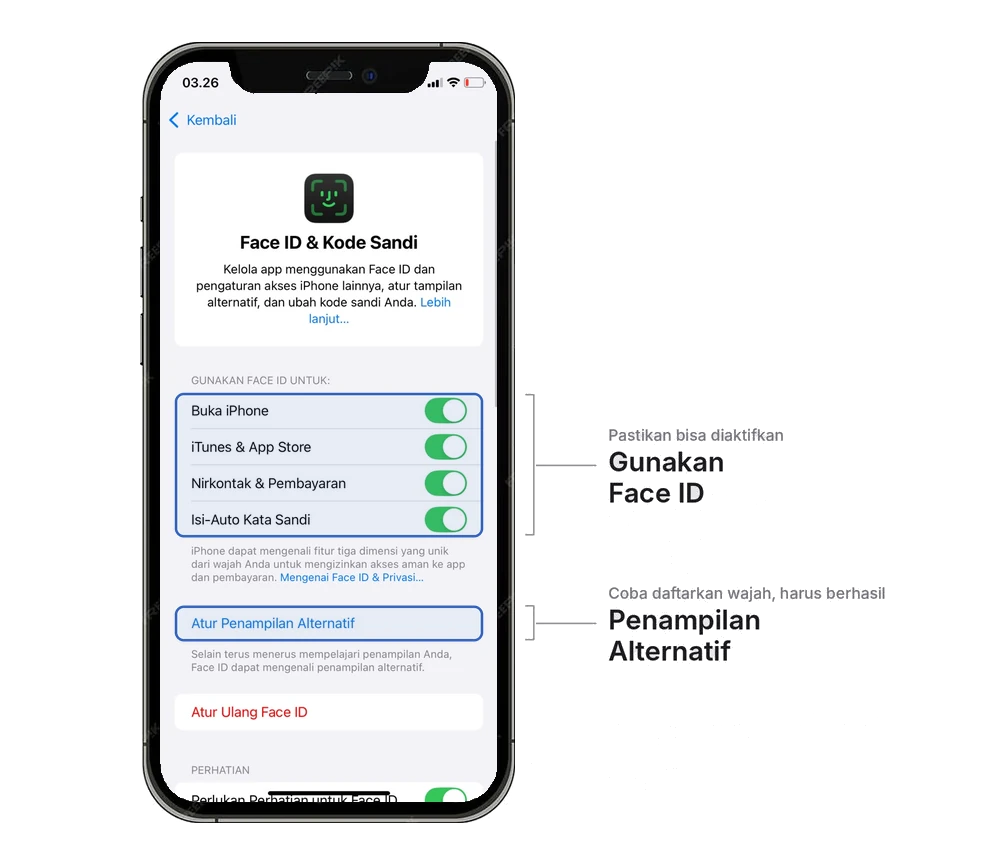 03.26
Kembali
Face ID & Kode Sandi
Kelola app menggunakan Face ID dan
pengaturan akses iPhone lainnya, atur tampilan
alternatif, dan ubah kode sandi Anda. Lebih
lanjut...
GUNAKAN FACE ID UNTUK:
Buka iPhone
iTunes & App Store
Nirkontak & Pembayaran
Isi-Auto Kata Sandi
iPhone dapat mengenali fitur tiga dimensi yang unik
dari wajah Anda untuk mengizinkan akses aman ke app
dan pembayaran. Mengenai Face ID & Privasi...
Atur Penampilan Alternatif
Selain terus menerus mempelajari penampilan Anda,
Face ID dapat mengenali penampilan alternatif.
Atur Ulang Face ID
PERHATIAN
Perlukan Perhatian untuk Face ID
Pastikan bisa diaktifkan
Gunakan
Face ID
Coba daftarkan wajah, harus berhasil
Penampilan
Alternatif